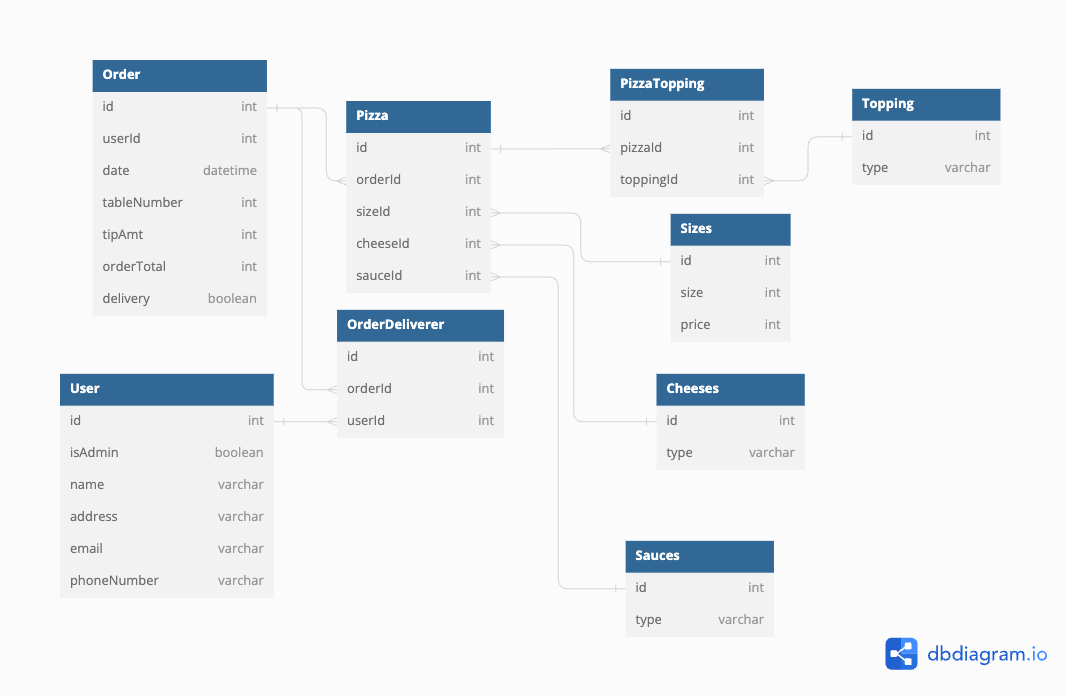 Order
id int
userId int
date datetime
tableNumber int
tipAmt int
orderTotal int
delivery boolean
Pizza
id int
orderId int
sizeId int
cheeseId int
sauceId int
PizzaTopping
id int
pizzaId int
toppingId int
Topping
id int
type varchar
Sizes
id int
size int
price int
OrderDeliverer
id int
orderId int
userId int
User
id int
isAdmin boolean
name varchar
address varchar
email varchar
phoneNumber varchar
Cheeses
id int
type varchar
Sauces
id int
type varchar
dbdiagram.io